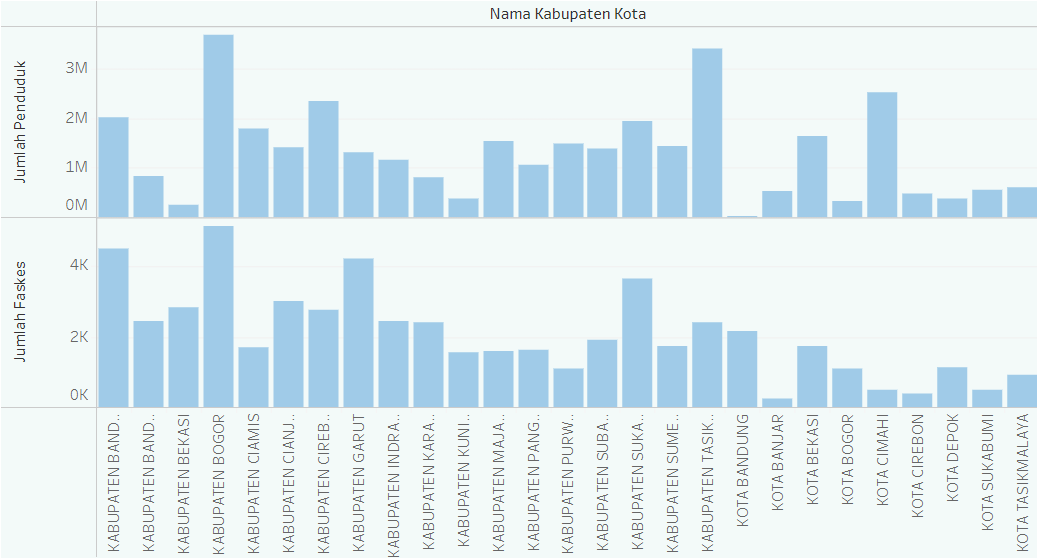 Nama Kabupaten Kota
Jumlah Penduduk
3M
2M
1M
0M
Jumlah Faskes
4K
2K
0K
KABUPATEN BAND..
KABUPATEN BAND..
KABUPATEN BEKASI
KABUPATEN BOGOR
KABUPATEN CIAMIS
KABUPATEN CIANJ..
KABUPATEN CIREB..
KABUPATEN GARUT
KABUPATEN INDRA..
KABUPATEN KARA..
KABUPATEN KUNI..
KABUPATEN MAJA..
KABUPATEN PANG..
KABUPATEN PURW..
KABUPATEN SUBA..
KABUPATEN SUKA..
KABUPATEN SUME..
KABUPATEN TASIK..
KOTA BANDUNG
KOTA BANJAR
KOTA BEKASI
KOTA BOGOR
KOTA CIMAHI
KOTA CIREBON
KOTA DEPOK
KOTA SUKABUMI
KOTA TASIKMALAYA